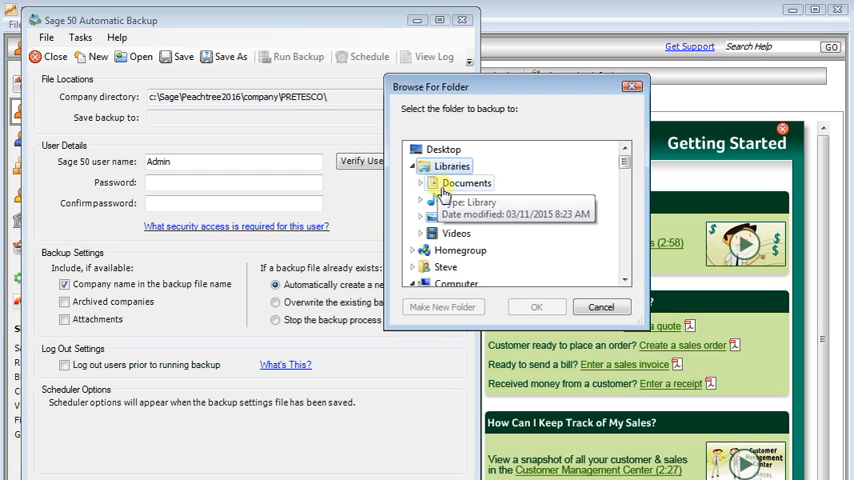 Sage 50 Automatic Backup
File Tasks Help
Close New Open Save Save As Run Backup Schedule View Log
File Locations
Company directory: c:\Sage\Peachtree2016\company\PRETESCO\
Save backup to:
User Details
Sage 50 user name: Admin
Verify Use
Password:
Confirm password:
What security access is required for this user?
Backup Settings
Include, if available:
Company name in the backup file name
Archived companies
Attachments
If a backup file already exists:
Automatically create a ne
Overwrite the existing ba
Stop the backup process
Log Out Settings
Log out users prior to running backup What's This?
Scheduler Options
Scheduler options will appear when the backup settings file has been saved.
Browse For Folder
Select the folder to backup to:
Desktop
Libraries
Documents
Type: Library
Date modified: 03/11/2015 8:23 AM
Videos
Homegroup
Steve
Computer
Make New Folder OK Cancel
Get Support Search Help GO
Getting Started
s (2:58)
?
a quote
Customer ready to place an order? Create a sales order
Ready to send a bill? Enter a sales invoice
Received money from a customer? Enter a receipt
How Can I Keep Track of My Sales?
View a snapshot of all your customer & sales
in the Customer Management Center (2:27)
Customer
Management
Center